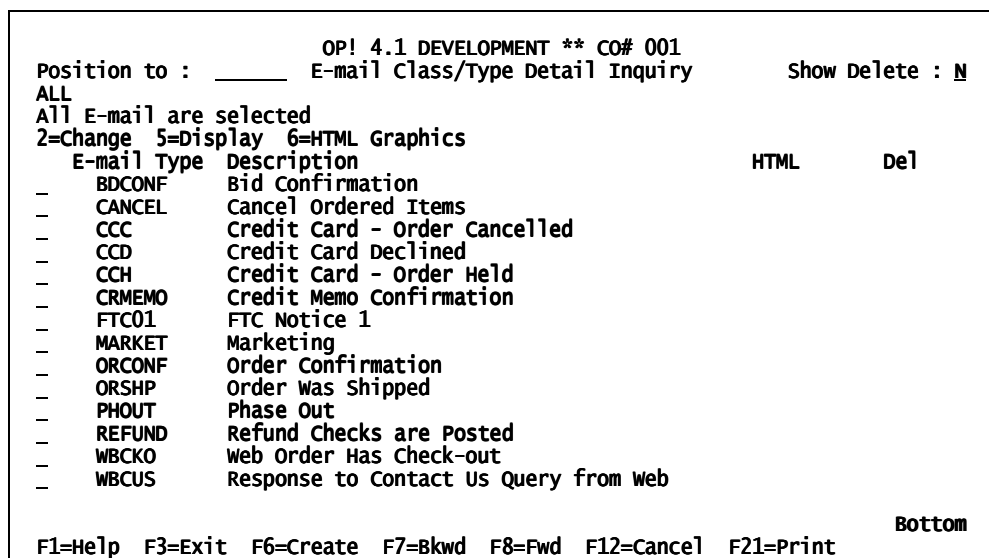 OP! 4.1 DEVELOPMENT ** CO# 001
Position to : ______ E-mail Class/Type Detail Inquiry Show Delete : N
ALL
All E-mail are selected
2=Change 5=Display 6=HTML Graphics
E-mail Type Description HTML Del
_ BDCONF Bid Confirmation
_ CANCEL Cancel Ordered Items
_ CCC Credit Card - Order Cancelled
_ CCD Credit Card Declined
_ CCH Credit Card - Order Held
_ CRMEMO Credit Memo Confirmation
_ FTC01 FTC Notice 1
_ MARKET Marketing
_ ORCONF Order Confirmation
_ ORSHP Order Was Shipped
_ PHOUT Phase Out
_ REFUND Refund Checks are Posted
_ WBCKO Web Order Has Check-out
_ WBCUS Response to Contact Us Query from Web
Bottom
F1=Help F3=Exit F6=Create F7=Bkwd F8=Fwd F12=Cancel F21=Print